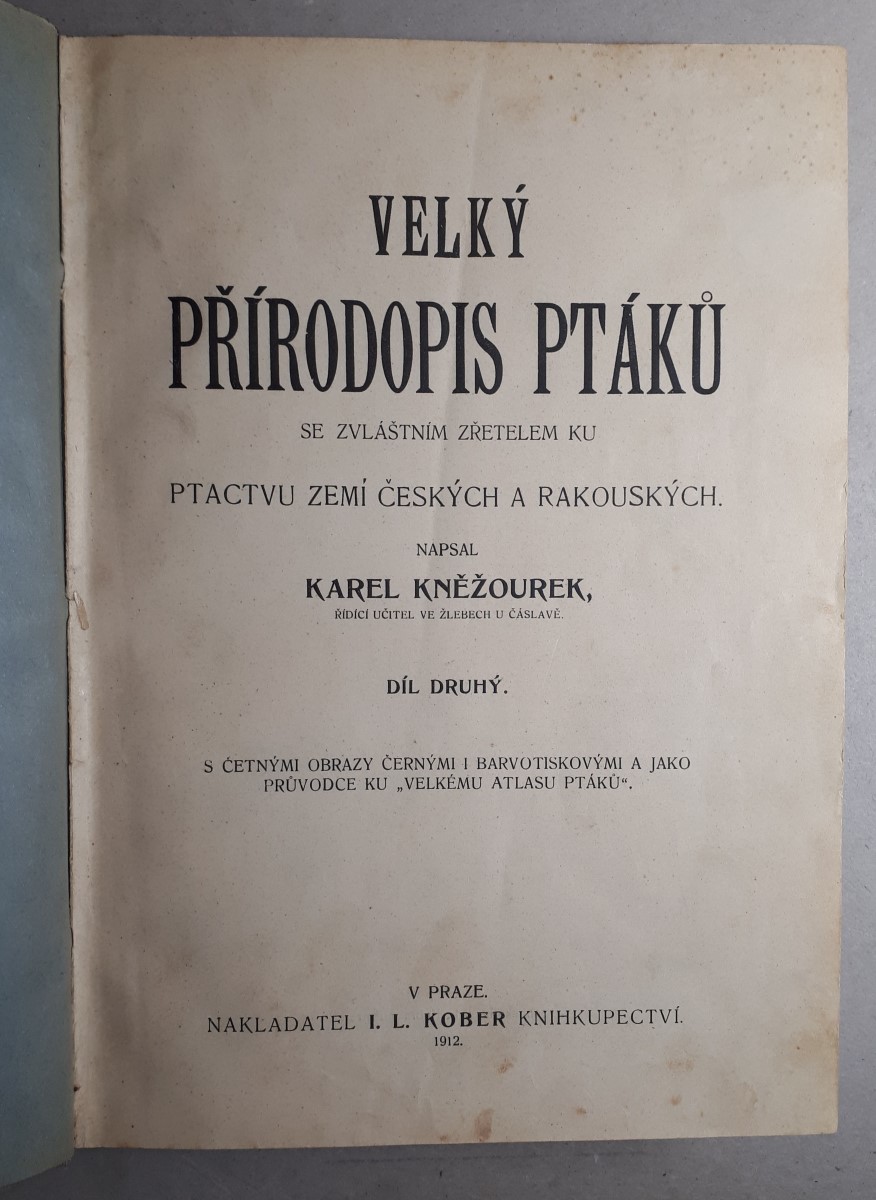 VELKÝ
PŘÍRODOPIS PTÁKŮ
SE ZVLÁŠTNÍM ZŘETELEM KU
PTACTVU ZEMÍ ČESKÝCH A RAKOUSKÝCH.
NAPSAL
KAREL KNĚŽOUREK,
ŘÍDÍCÍ UČITEL VE ŽLEBECH U ČÁSLAVĚ.
DÍL DRUHÝ.
S ČETNÝMI OBRAZY ČERNÝMI I BARVOTISKOVÝMI A JAKO
PRŮVODCE KU „VELKÉMU ATLASU PTÁKŮ“.
V PRAZE.
NAKLADATEL I. L. KOBER KNIHKUPECTVÍ.
1912.